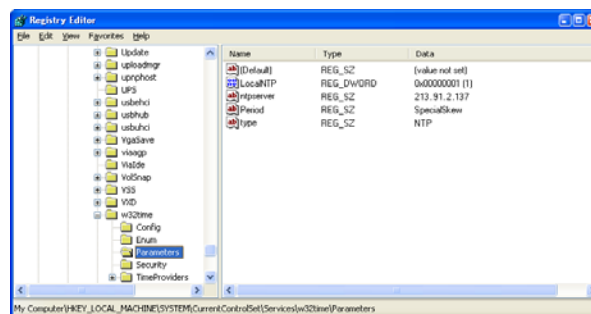 Registry Editor
File Edit View Favorites Help
Update
uploadmgr
upnphost
UPS
usbehci
usbhub
usbuhci
VgaSave
viaagp
ViaIde
VolSnap
VSS
VXD
w32time
Config
Enum
Parameters
Security
TimeProviders
Name Type Data
(Default) REG_SZ (value not set)
LocalNTP REG_DWORD 0x00000001 (1)
ntpserver REG_SZ 213.91.2.137
Period REG_SZ SpecialSkew
type REG_SZ NTP
My Computer\HKEY_LOCAL_MACHINE\SYSTEM\CurrentControlSet\Services\w32time\Parameters